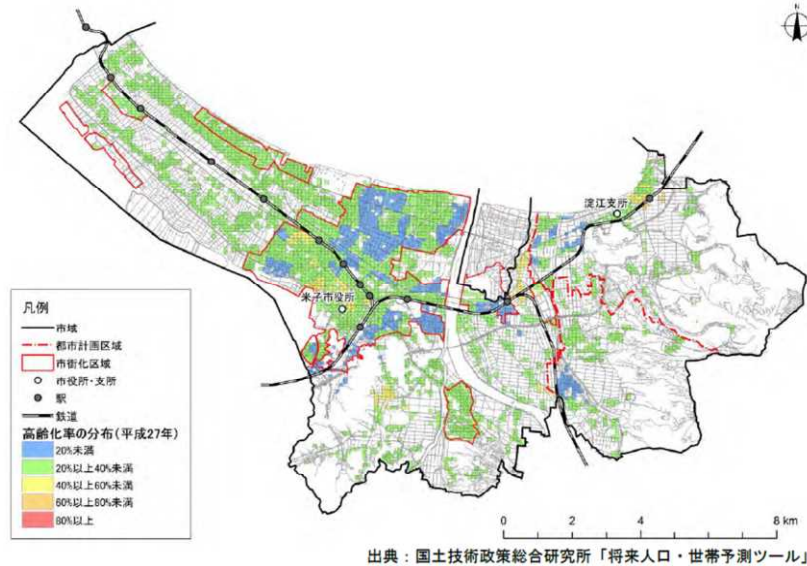 N
淀江支所
米子市役所
凡例
市域
都市計画区域
市街化区域
市役所・支所
駅
鉄道
高齢化率の分布(平成27年)
20%未満
20%以上40%未満
40%以上60%未満
60%以上80%未満
80%以上
0 1 2 4 6 8 km
出典：国土技術政策総合研究所「将来人口・世帯予測ツール」